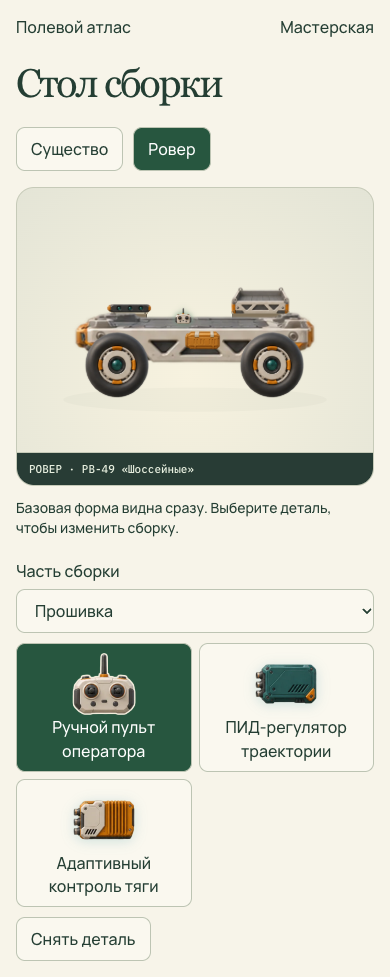 Полевой атлас
Мастерская
Стол сборки
Существо
Ровер
РОВЕР · РВ-49 «Шоссейные»
Базовая форма видна сразу. Выберите деталь,
чтобы изменить сборку.
Часть сборки
Прошивка
Ручной пульт
оператора
ПИД-регулятор
траектории
Адаптивный
контроль тяги
Снять деталь